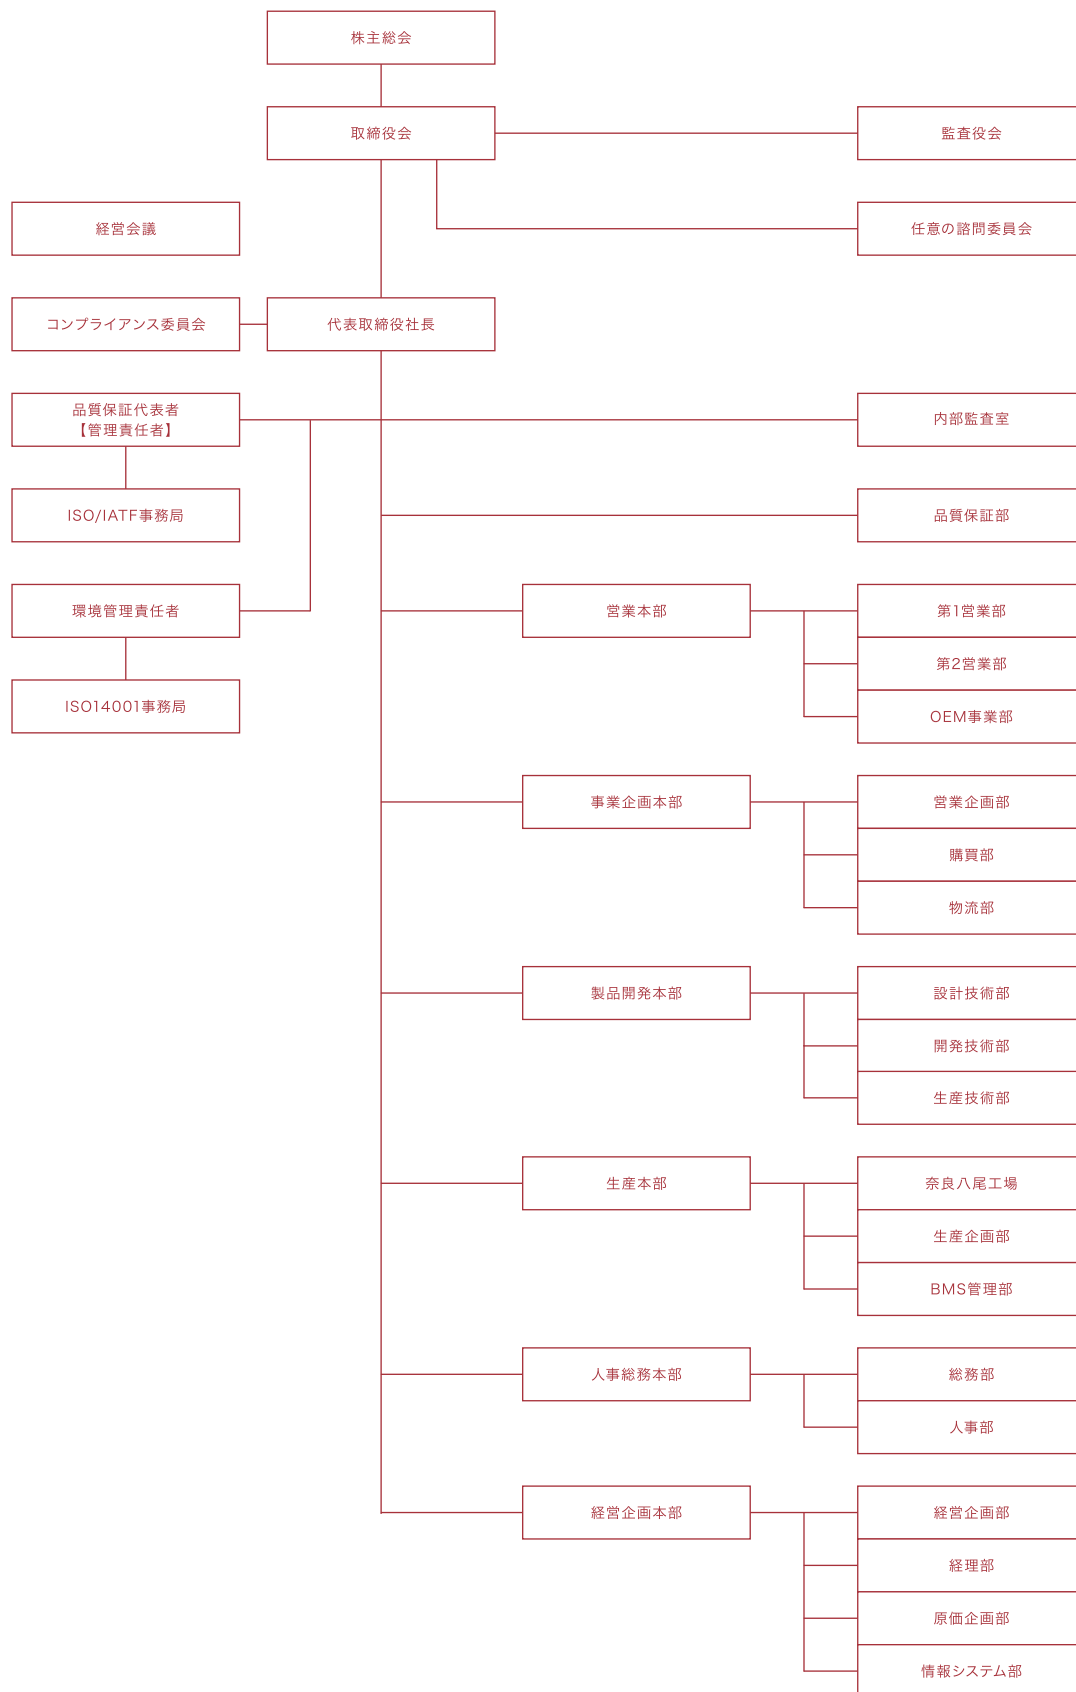 株主総会
取締役会
監査役会
経営会議
任意の諮問委員会
コンプライアンス委員会
代表取締役社長
品質保証代表者
【管理責任者】
内部監査室
ISO/IATF事務局
品質保証部
環境管理責任者
営業本部
第1営業部
第2営業部
ISO14001事務局
OEM事業部
事業企画本部
営業企画部
購買部
物流部
製品開発本部
設計技術部
開発技術部
生産技術部
生産本部
奈良八尾工場
生産企画部
BMS管理部
人事総務本部
総務部
人事部
経営企画本部
経営企画部
経理部
原価企画部
情報システム部